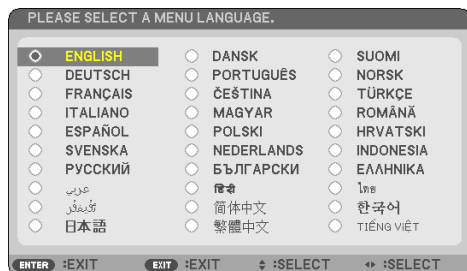 PLEASE SELECT A MENU LANGUAGE.
ENGLISH DANSK SUOMI
DEUTSCH PORTUGUÊS NORSK
FRANÇAIS ČEŠTINA TÜRKÇE
ITALIANO MAGYAR ROMÂNĂ
ESPAÑOL POLSKI HRVATSKI
SVENSKA NEDERLANDS INDONESIA
РУССКИЙ БЪЛГАРСКИ ΕΛΛΗΝΙΚΑ
عربي हिंदी ไทย
简体中文 한국어
日本語 繁體中文 TIẾNG VIỆT
ENTER :EXIT EXIT :EXIT :SELECT :SELECT